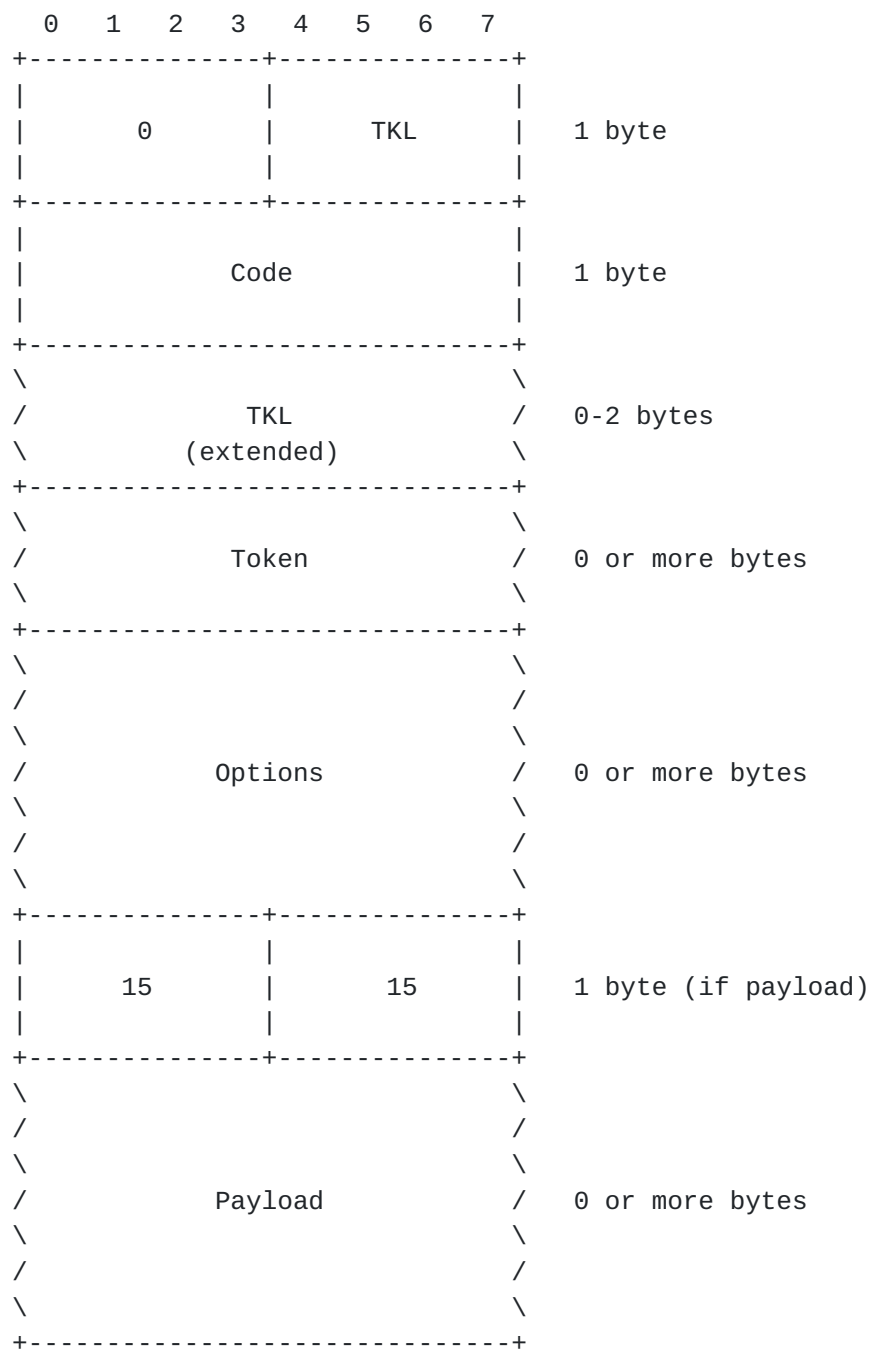 0   1   2   3   4   5   6   7
+---------------+---------------+
|               |               |
|       0       |      TKL      |   1 byte
|               |               |
+---------------+---------------+
|                               |
|             Code              |   1 byte
|                               |
+-------------------------------+
\                               \
/              TKL              /   0-2 bytes
\          (extended)           \
+-------------------------------+
\                               \
/             Token             /   0 or more bytes
\                               \
+-------------------------------+
\                               \
/                               /
\                               \
/            Options            /   0 or more bytes
\                               \
/                               /
\                               \
+---------------+---------------+
|               |               |
|      15       |       15      |   1 byte (if payload)
|               |               |
+---------------+---------------+
\                               \
/                               /
\                               \
/            Payload            /   0 or more bytes
\                               \
/                               /
\                               \
+-------------------------------+